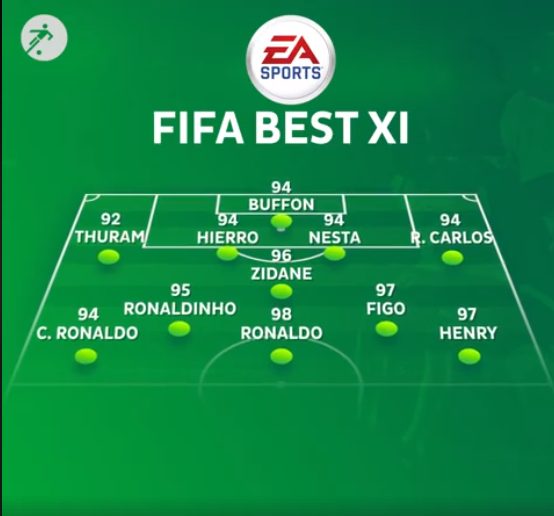 EA
SPORTS
FIFA BEST XI
94
BUFFON
92
THURAM
94
HIERRO
94
NESTA
94
R. CARLOS
96
ZIDANE
95
RONALDINHO
97
FIGO
94
C. RONALDO
98
RONALDO
97
HENRY